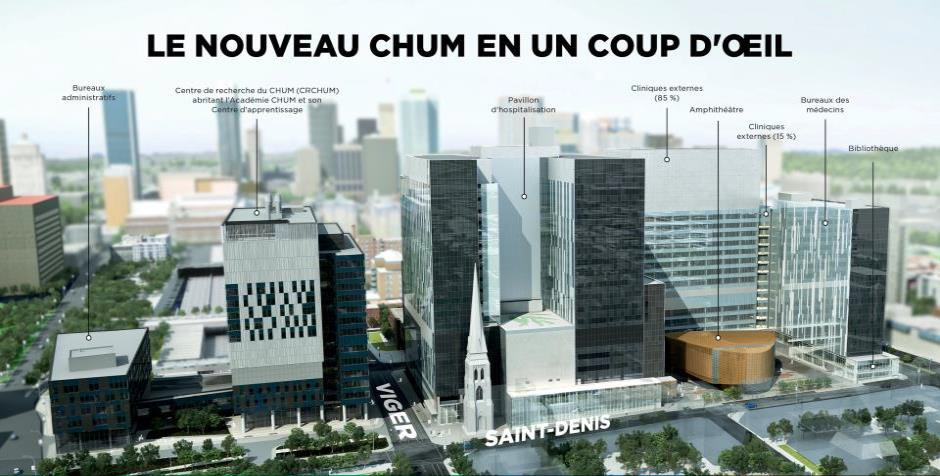 LE NOUVEAU CHUM EN UN COUP D'ŒIL
Bureaux
administratifs
Centre de recherche du CHUM (CRCHUM)
abritant l'Académie CHUM et son
Centre d'apprentissage
Pavillon
d'hospitalisation
Cliniques externes
(85 %)
Amphithéâtre
Cliniques
externes (15 %)
Bureaux des
médecins
Bibliothèque
VIGER
SAINT-DENIS